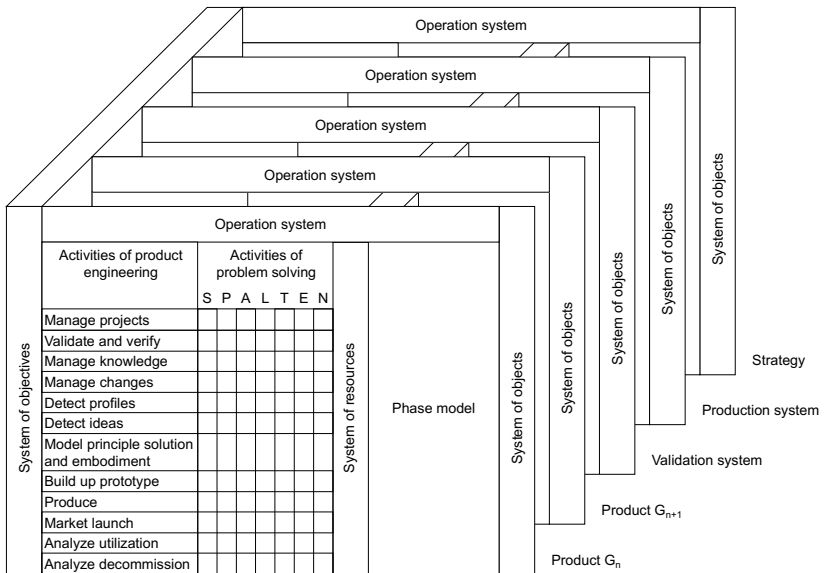 Operation system
Operation system
Operation system
Operation system
Operation system
Activities of product
engineering
Activities of
problem solving
S P A L T E N
Manage projects
Validate and verify
Manage knowledge
Manage changes
Detect profiles
Detect ideas
Model principle solution
and embodiment
Build up prototype
Produce
Market launch
Analyze utilization
Analyze decommission
System of objectives
System of resources
Phase model
System of objects
System of objects
System of objects
System of objects
System of objects
Strategy
Production system
Validation system
Product Gn+1
Product Gn